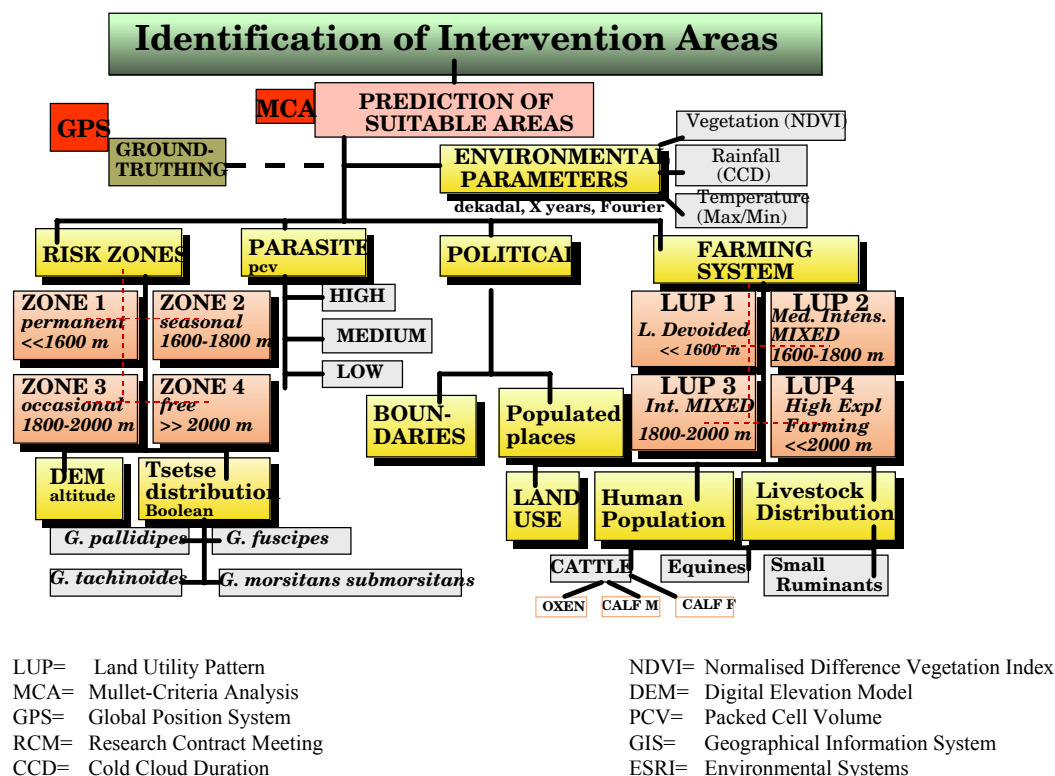 Identification of Intervention Areas
MCA
PREDICTION OF
SUITABLE AREAS
GPS
GROUND-
TRUTHING
ENVIRONMENTAL
PARAMETERS
dekadal, X years, Fourier
Vegetation (NDVI)
Rainfall
(CCD)
Temperature
(Max/Min)
RISK ZONES
PARASITE
pcv
POLITICAL
FARMING
SYSTEM
ZONE 1
permanent
<<1600 m
ZONE 2
seasonal
1600-1800 m
ZONE 3
occasional
1800-2000 m
ZONE 4
free
>> 2000 m
HIGH
MEDIUM
LOW
BOUN-
DARIES
Populated
places
LUP 1
L. Devoided
<< 1600 m
LUP 2
Med. Intens.
MIXED
1600-1800 m
LUP 3
Int. MIXED
1800-2000 m
LUP4
High Expl
Farming
<<2000 m
DEM
altitude
Tsetse
distribution
Boolean
G. pallidipes
G. fuscipes
G. tachinoides
G. morsitans submorsitans
LAND
USE
Human
Population
Livestock
Distribution
CATTLE
Equines
Small
Ruminants
OXEN
CALF M
CALF F
LUP= Land Utility Pattern
MCA= Mullet-Criteria Analysis
GPS= Global Position System
RCM= Research Contract Meeting
CCD= Cold Cloud Duration
NDVI= Normalised Difference Vegetation Index
DEM= Digital Elevation Model
PCV= Packed Cell Volume
GIS= Geographical Information System
ESRI= Environmental Systems